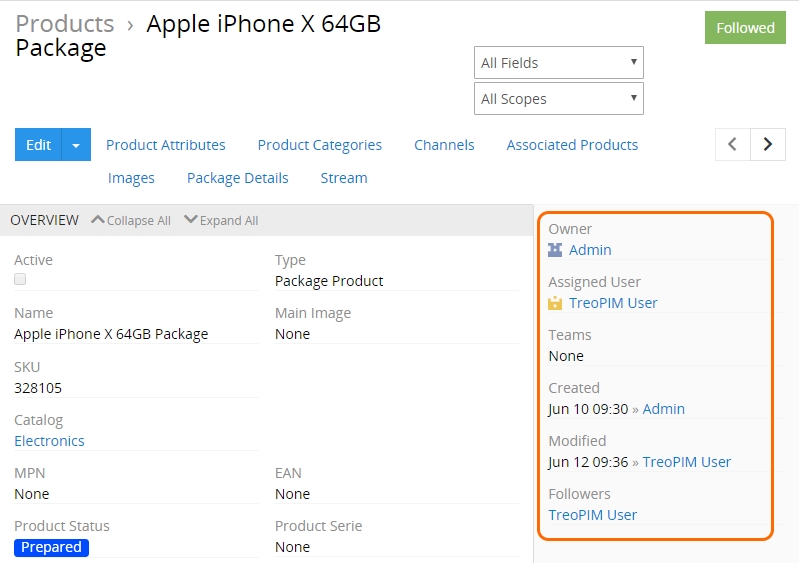 Products › Apple iPhone X 64GB
Package
Followed
All Fields
All Scopes
Edit Product Attributes Product Categories Channels Associated Products
Images Package Details Stream
OVERVIEW Collapse All Expand All
Active
Type
Package Product
Name
Apple iPhone X 64GB Package
Main Image
None
SKU
328105
Catalog
Electronics
MPN
None
EAN
None
Product Status
Prepared
Product Serie
None
Owner
Admin
Assigned User
TreoPIM User
Teams
None
Created
Jun 10 09:30 » Admin
Modified
Jun 12 09:36 » TreoPIM User
Followers
TreoPIM User